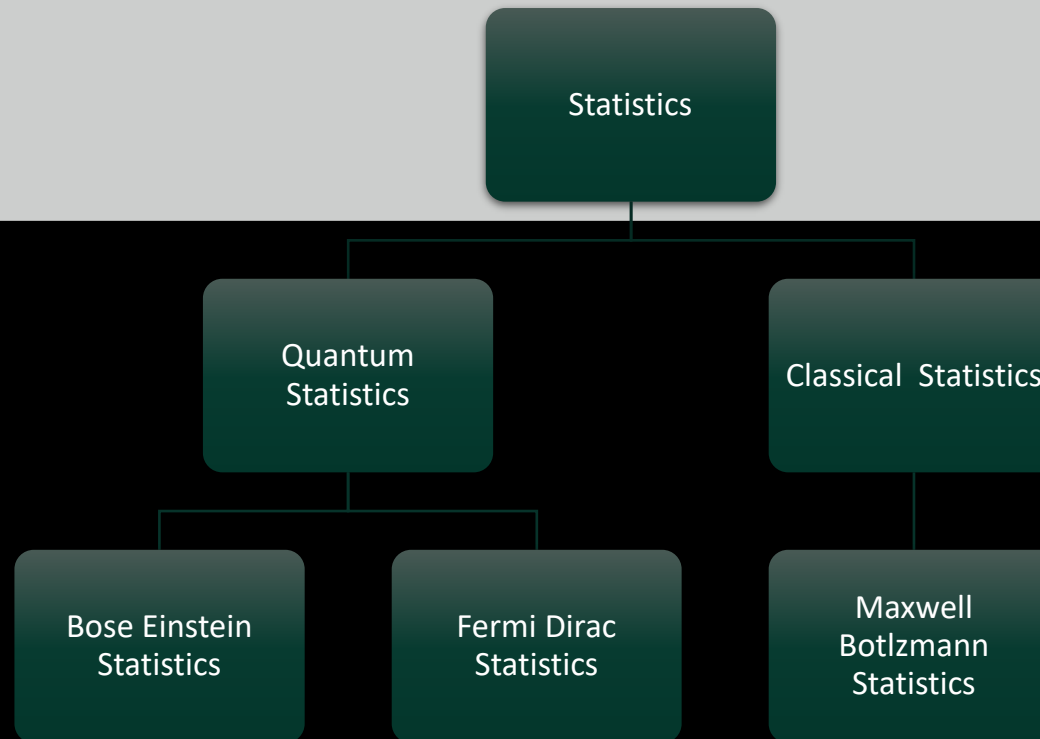 Statistics
Quantum
Statistics
Classical  Statistics
Bose Einstein
Statistics
Fermi Dirac
Statistics
Maxwell
Botlzmann
Statistics